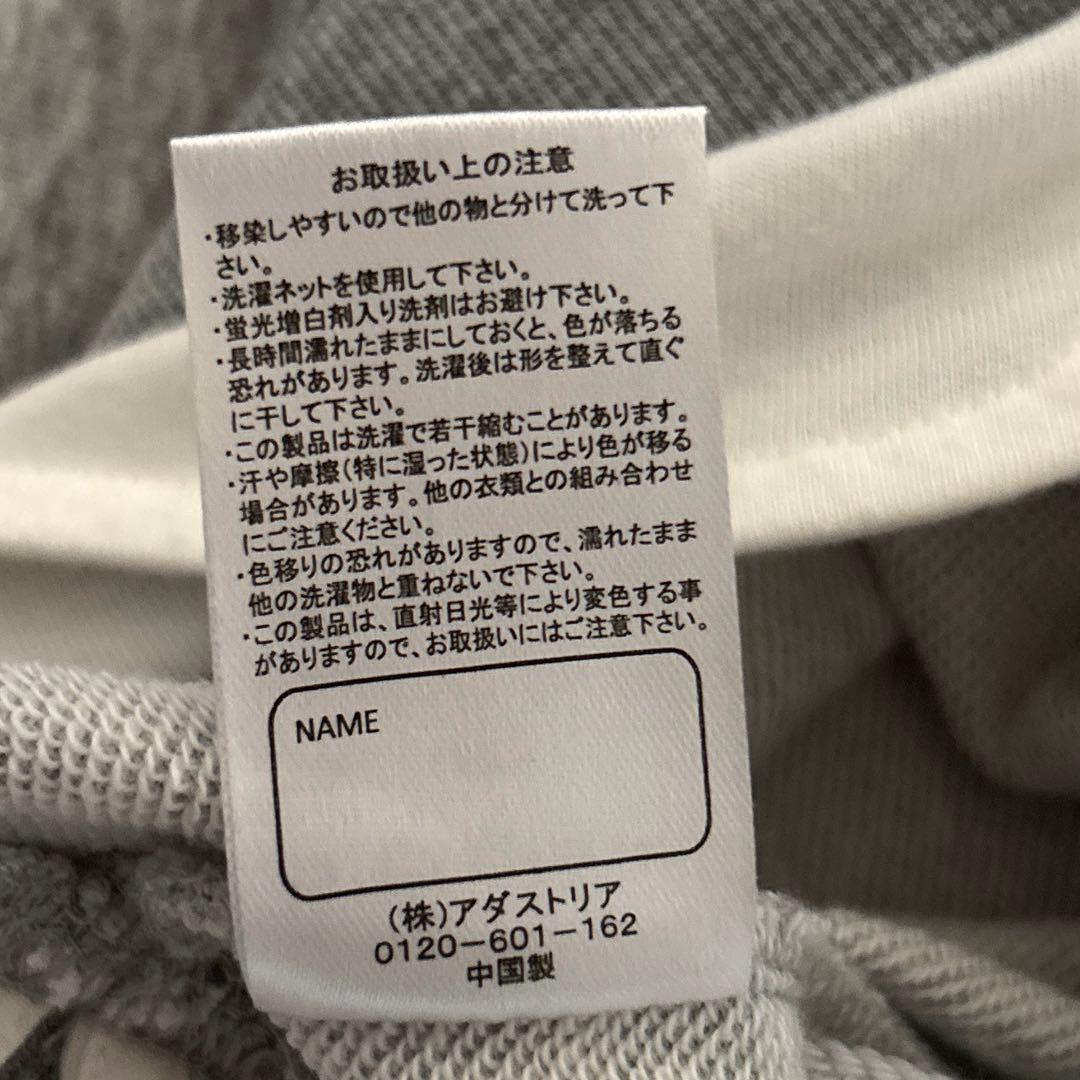 お取扱い上の注意
・移染しやすいので他の物と分けて洗って下
さい。
・洗濯ネットを使用して下さい。
・蛍光増白剤入り洗剤はお避け下さい。
・長時間濡れたままにしておくと、色が落ちる
恐れがあります。洗濯後は形を整えて直ぐ
に干して下さい。
・この製品は洗濯で若干縮むことがあります。
・汗や摩擦(特に湿った状態)により色が移る
場合があります。他の衣類との組み合わせ
にご注意ください。
・色移りの恐れがありますので、濡れたまま
他の洗濯物と重ねないで下さい。
・この製品は、直射日光等により変色する事
がありますので、お取扱いにはご注意下さい。
NAME
(株)アダストリア
0120-601-162
中国製